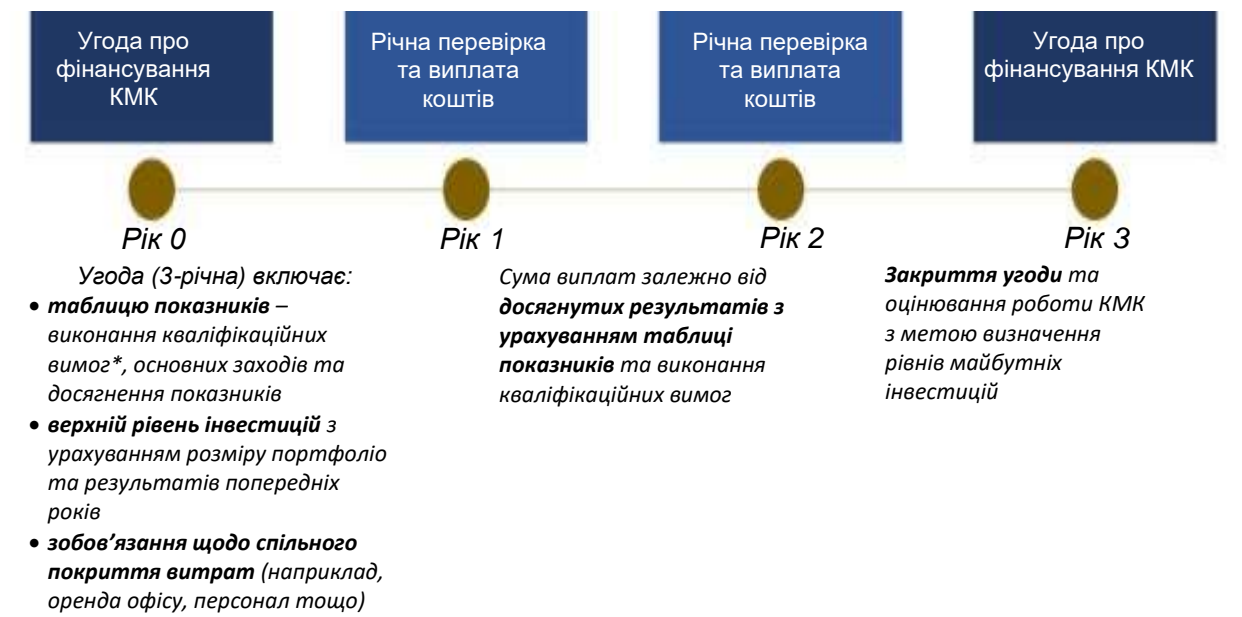 Угода про
фінансування
КМК
Річна перевірка
та виплата
коштів
Річна перевірка
та виплата
коштів
Угода про
фінансування КМК
Рік 0
Рік 1
Рік 2
Рік 3
Угода (3-річна) включає:
• таблицю показників –
виконання кваліфікаційних
вимог*, основних заходів та
досягнення показників
• верхній рівень інвестицій з
урахуванням розміру портфоліо
та результатів попередніх
років
• зобов’язання щодо спільного
покриття витрат (наприклад,
оренда офісу, персонал тощо)
Сума виплат залежно від
досягнутих результатів з
урахуванням таблиці
показників та виконання
кваліфікаційних вимог
Закриття угоди та
оцінювання роботи КМК
з метою визначення
рівнів майбутніх
інвестицій